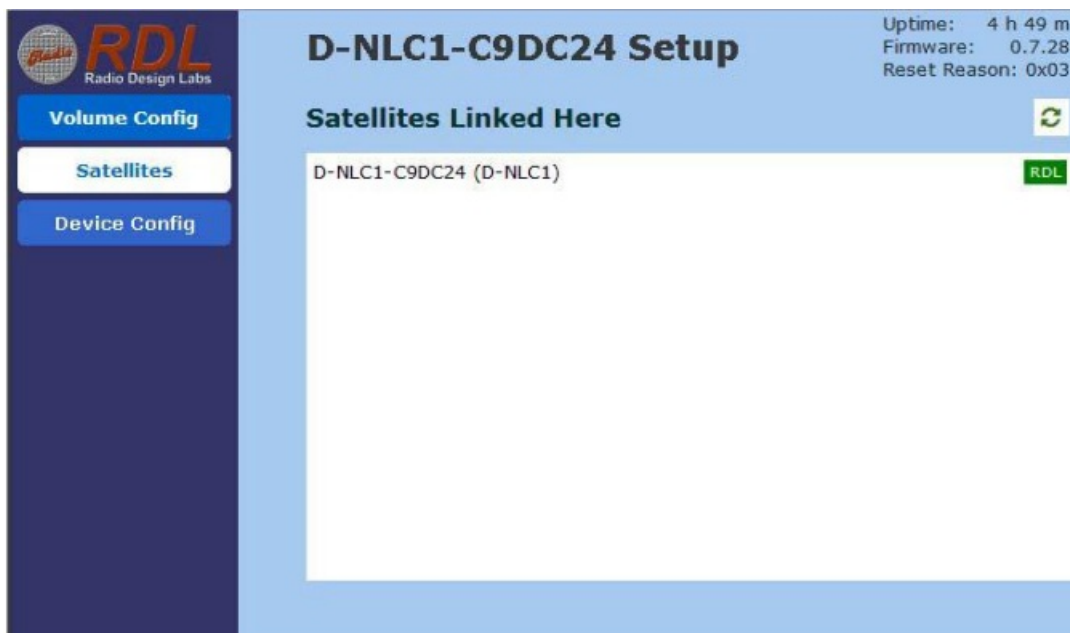 Radio
RDL
Radio Design Labs
Volume Config
Satellites
Device Config
D-NLC1-C9DC24 Setup
Uptime: 4 h 49 m
Firmware: 0.7.28
Reset Reason: 0x03
Satellites Linked Here
D-NLC1-C9DC24 (D-NLC1)
RDL